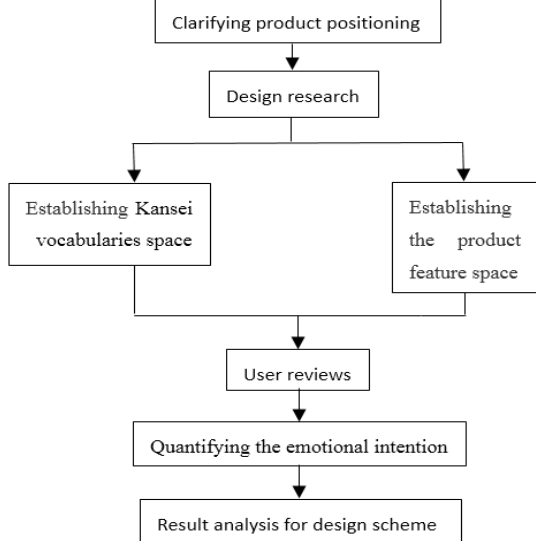 Clarifying product positioning
Design research
Establishing Kansei
vocabularies space
Establishing
the product
feature space
User reviews
Quantifying the emotional intention
Result analysis for design scheme